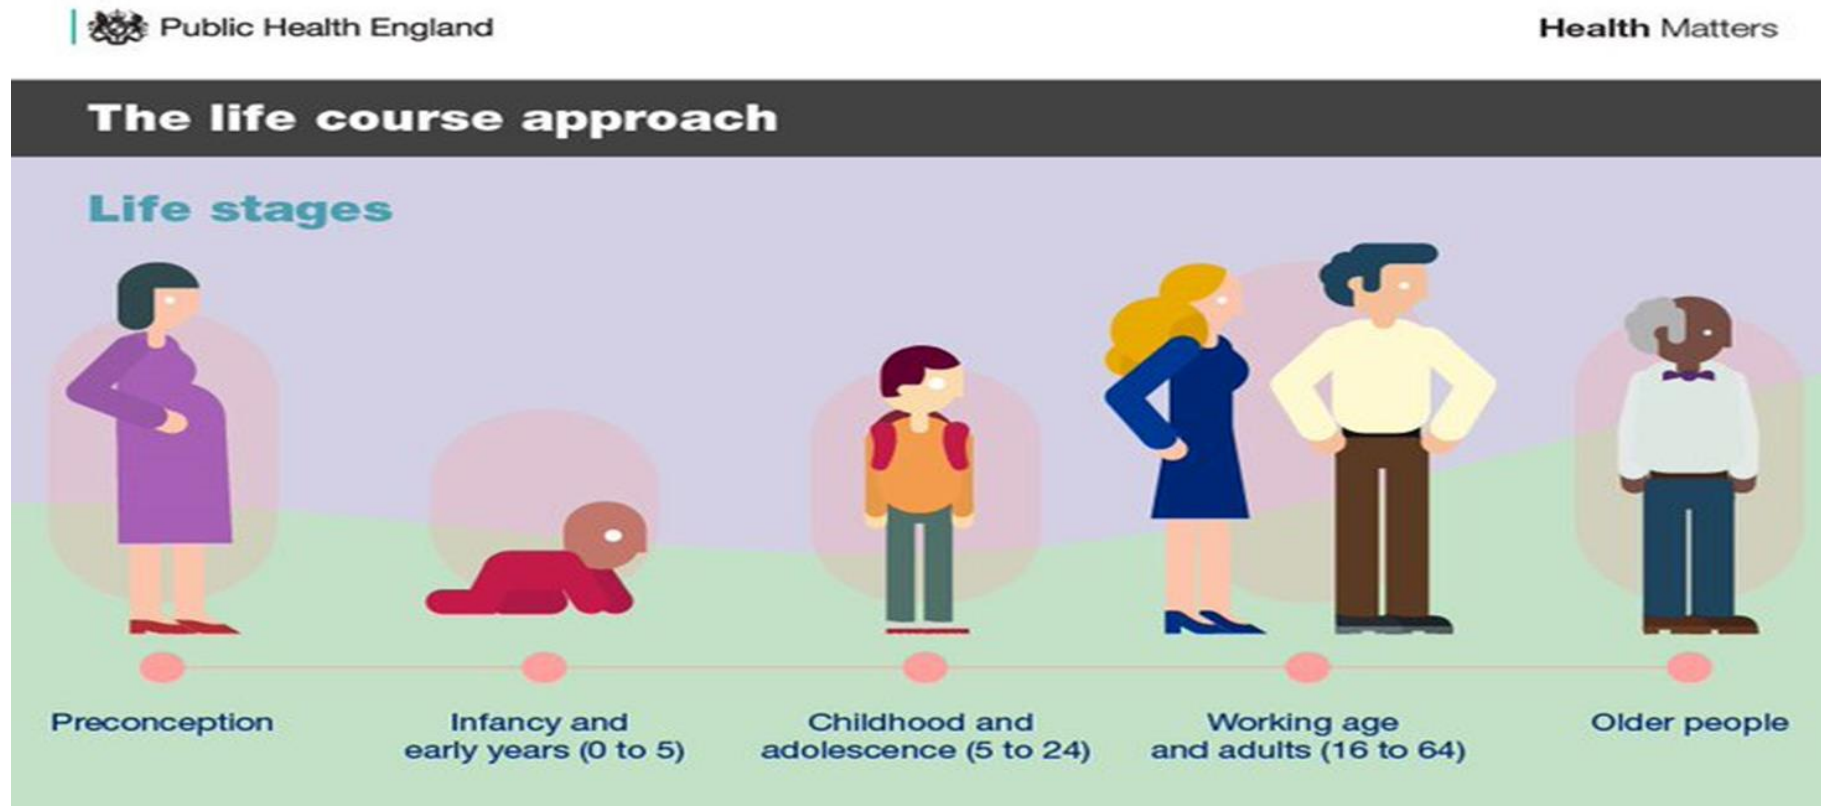 Public Health England
Health Matters
The life course approach
Life stages
Preconception
Infancy and
early years (0 to 5)
Childhood and
adolescence (5 to 24)
Working age
and adults (16 to 64)
Older people